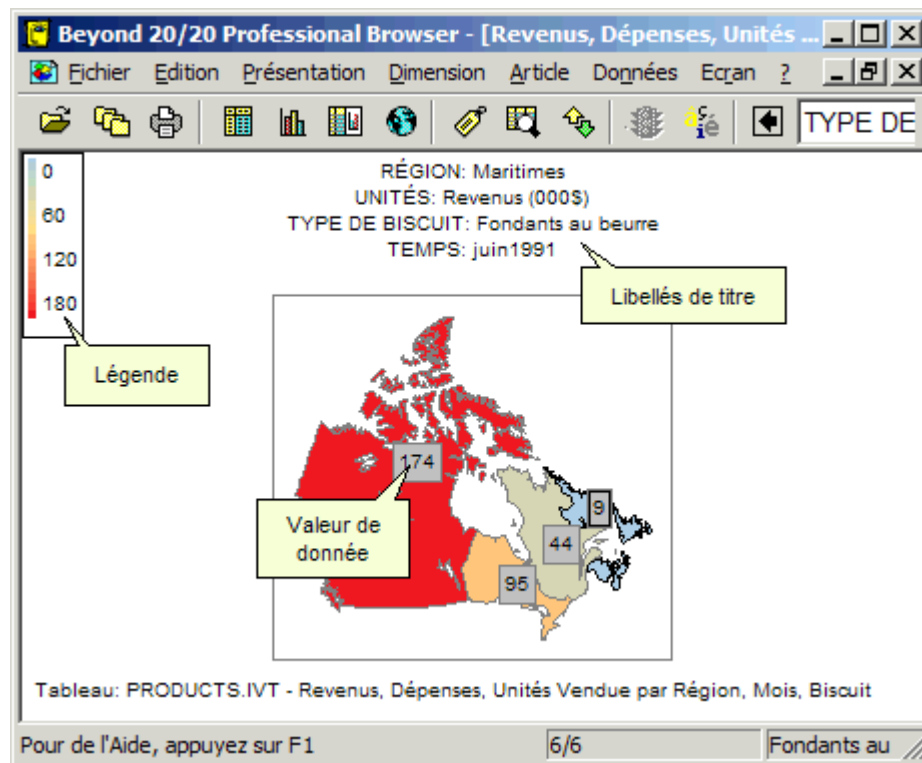 Beyond 20/20 Professional Browser - [Revenus, Dépenses, Unités ...
Fichier Edition Présentation Dimension Article Données Ecran ?
TYPE DE
0
60
120
180
RÉGION: Maritimes
UNITÉS: Revenus (000$)
TYPE DE BISCUIT: Fondants au beurre
TEMPS: juin1991
Libellés de titre
Légende
174
Valeur de
donnée
9
44
95
Tableau: PRODUCTS.IVT - Revenus, Dépenses, Unités Vendue par Région, Mois, Biscuit
Pour de l'Aide, appuyez sur F1 6/6 Fondants au